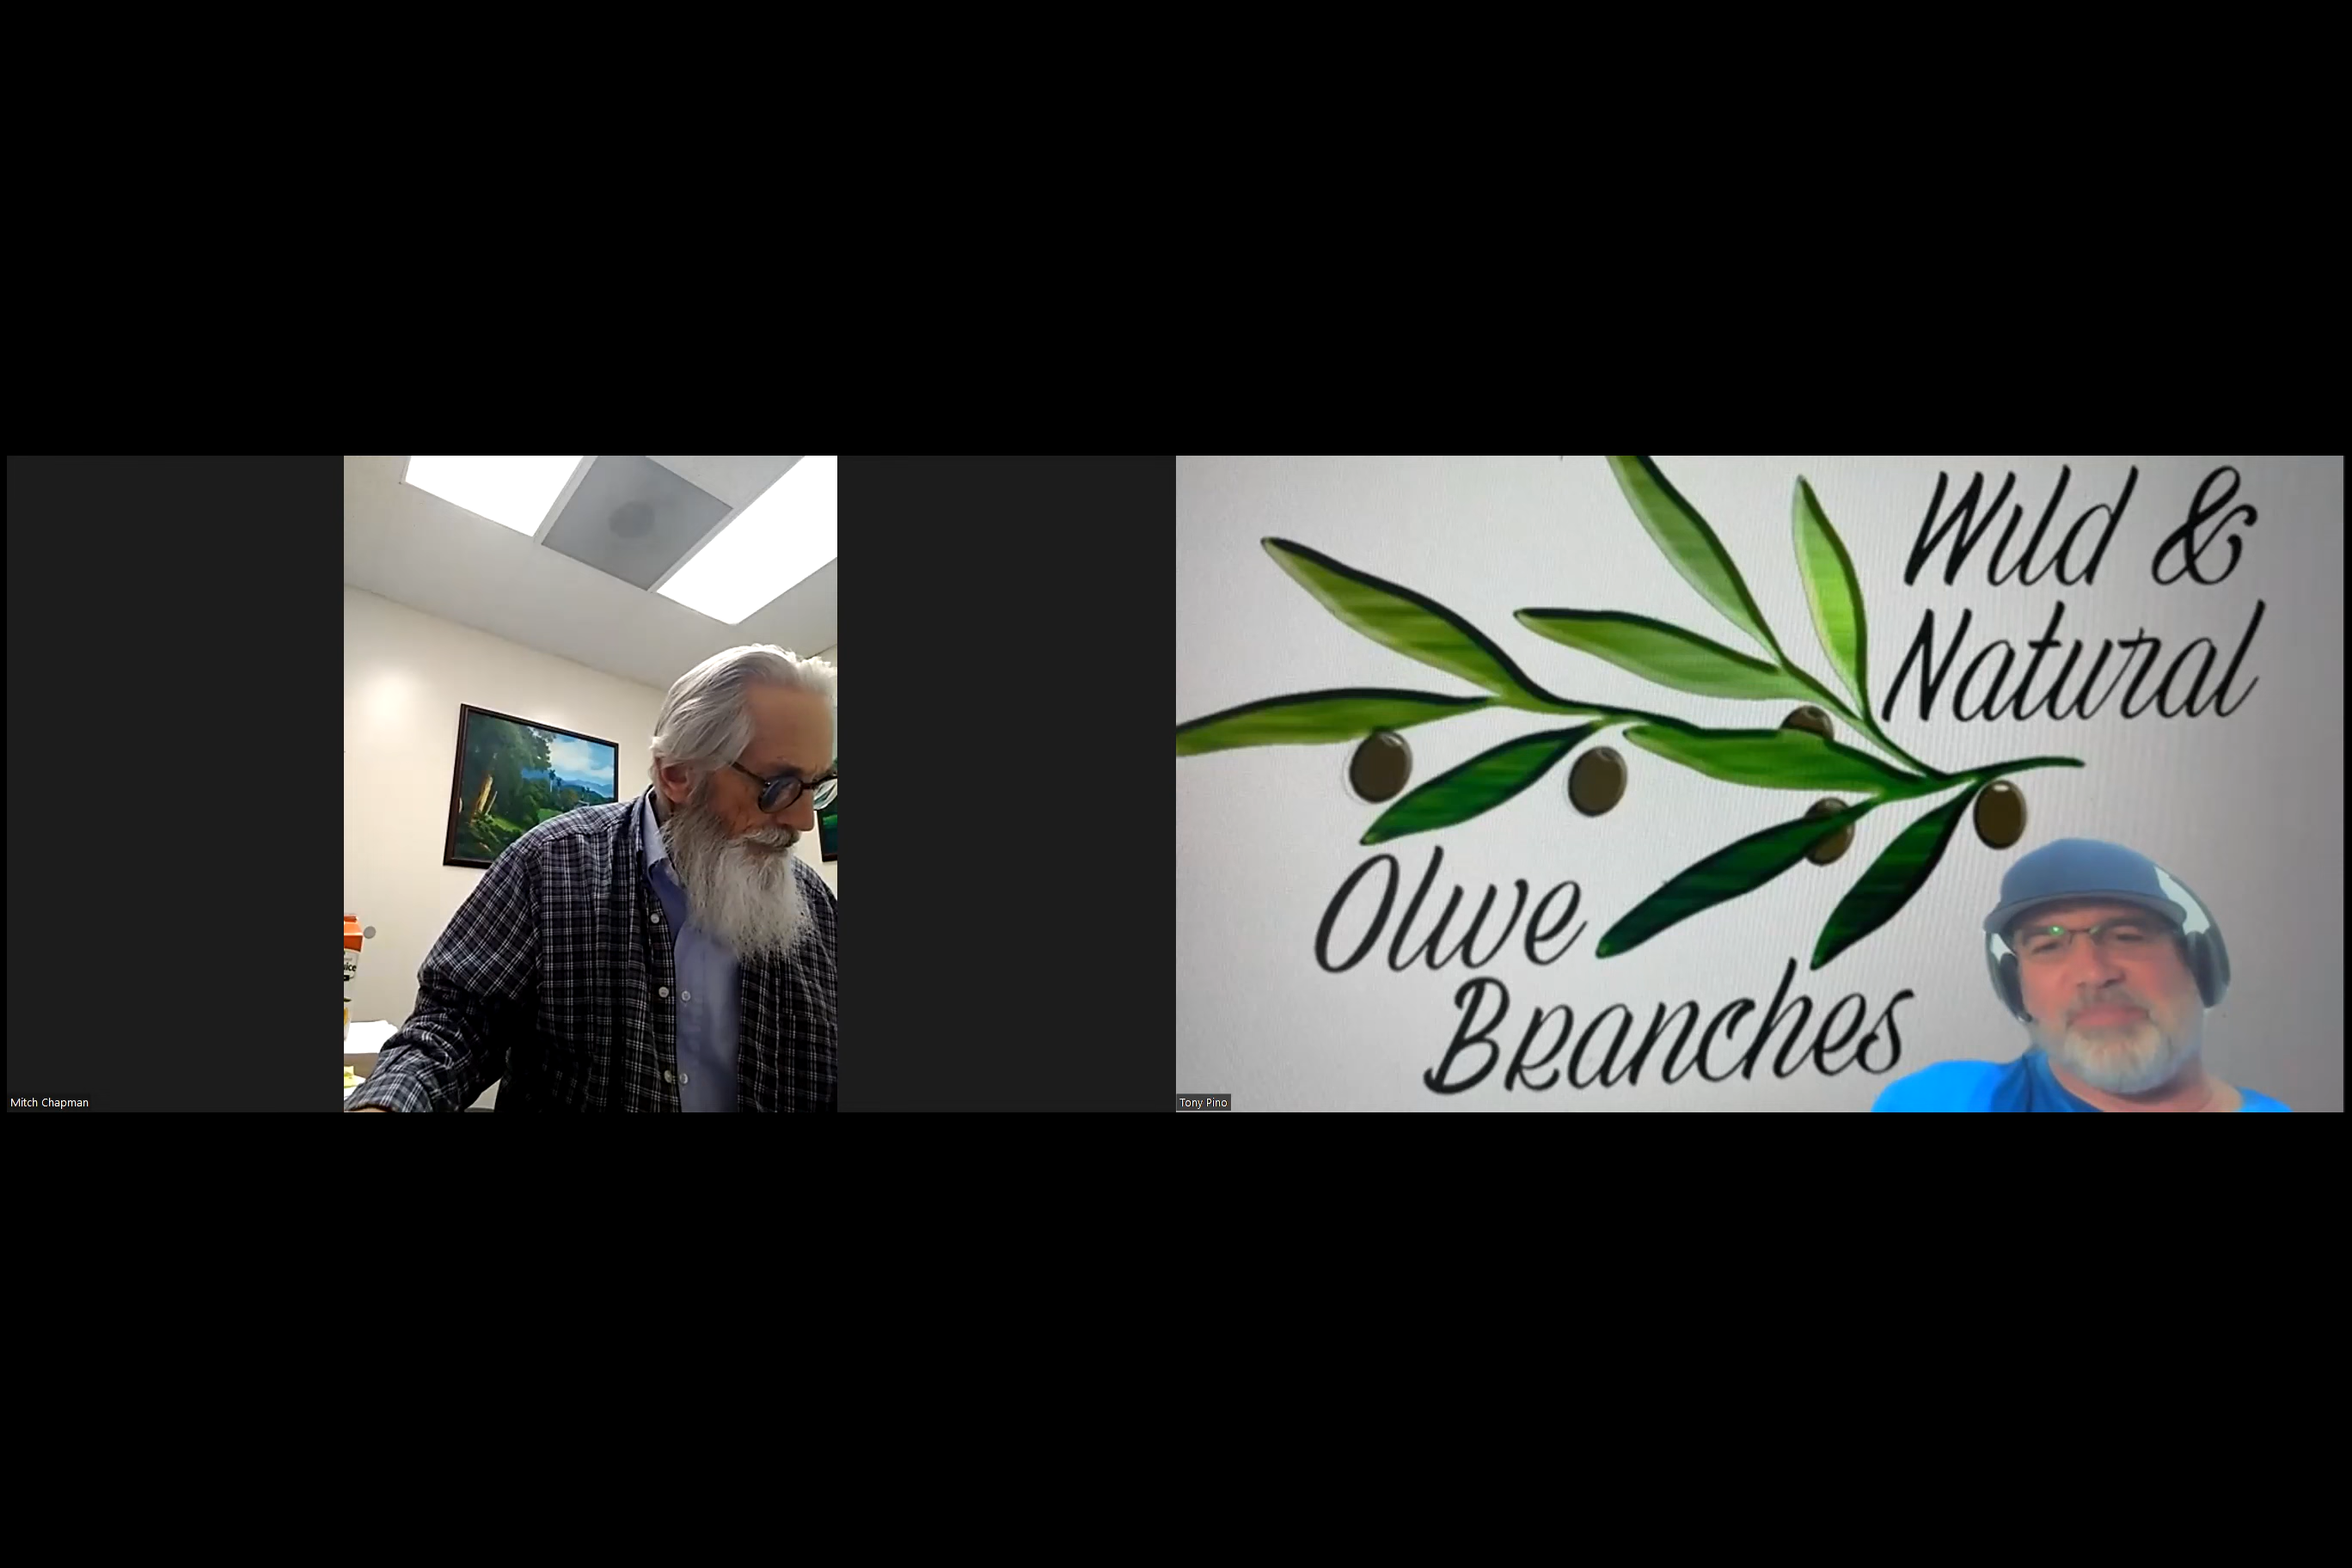 Wild &
Natural
Olive
Branches
Mitch Chapman
Tony Pino